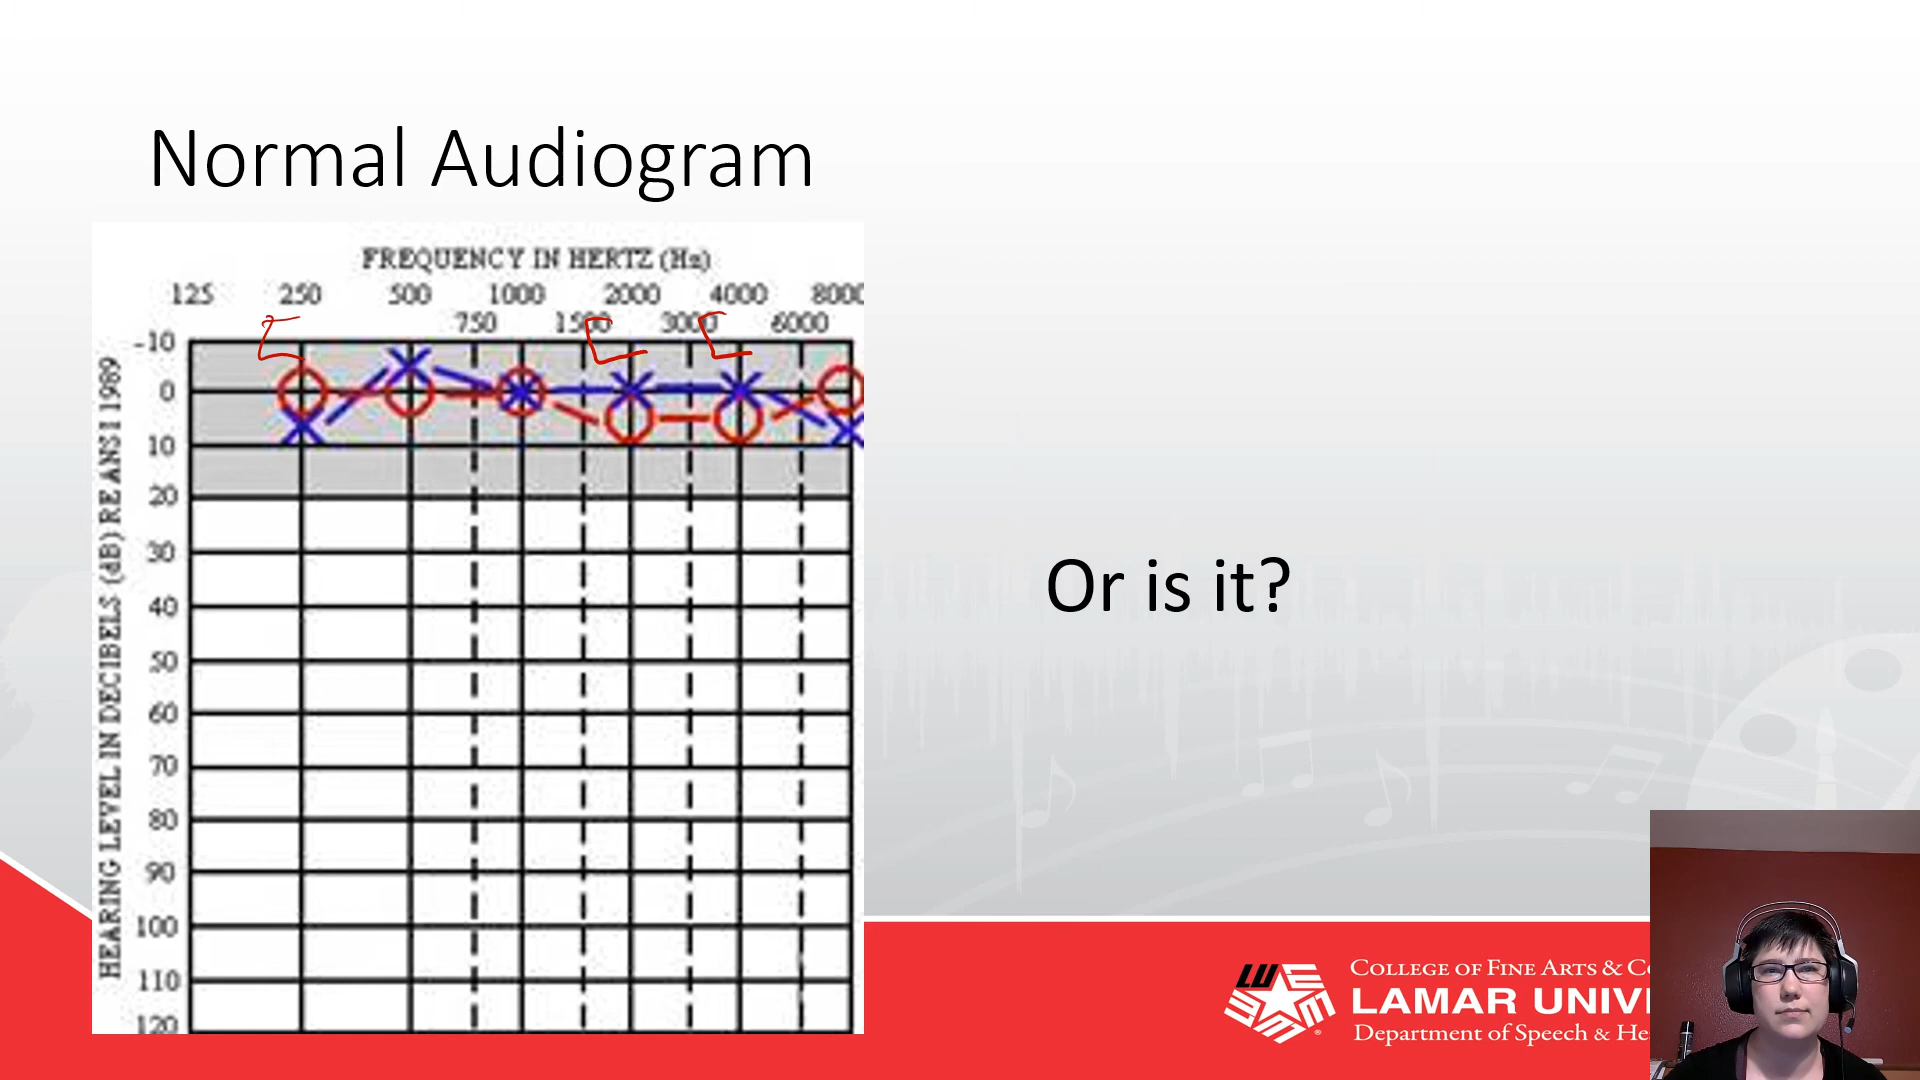 Normal Audiogram
FREQUENCY IN HERTZ (Hz)
125 250 500 1000 2000 4000 8000
750 1500 3000 6000
-10
0
10
20
30
40
50
60
70
80
90
100
110
120
HEARING LEVEL IN DECIBELS (dB) RE ANSI 1989
Or is it?
LU
COLLEGE OF FINE ARTS & CO
LAMAR UNIV
Department of Speech & He